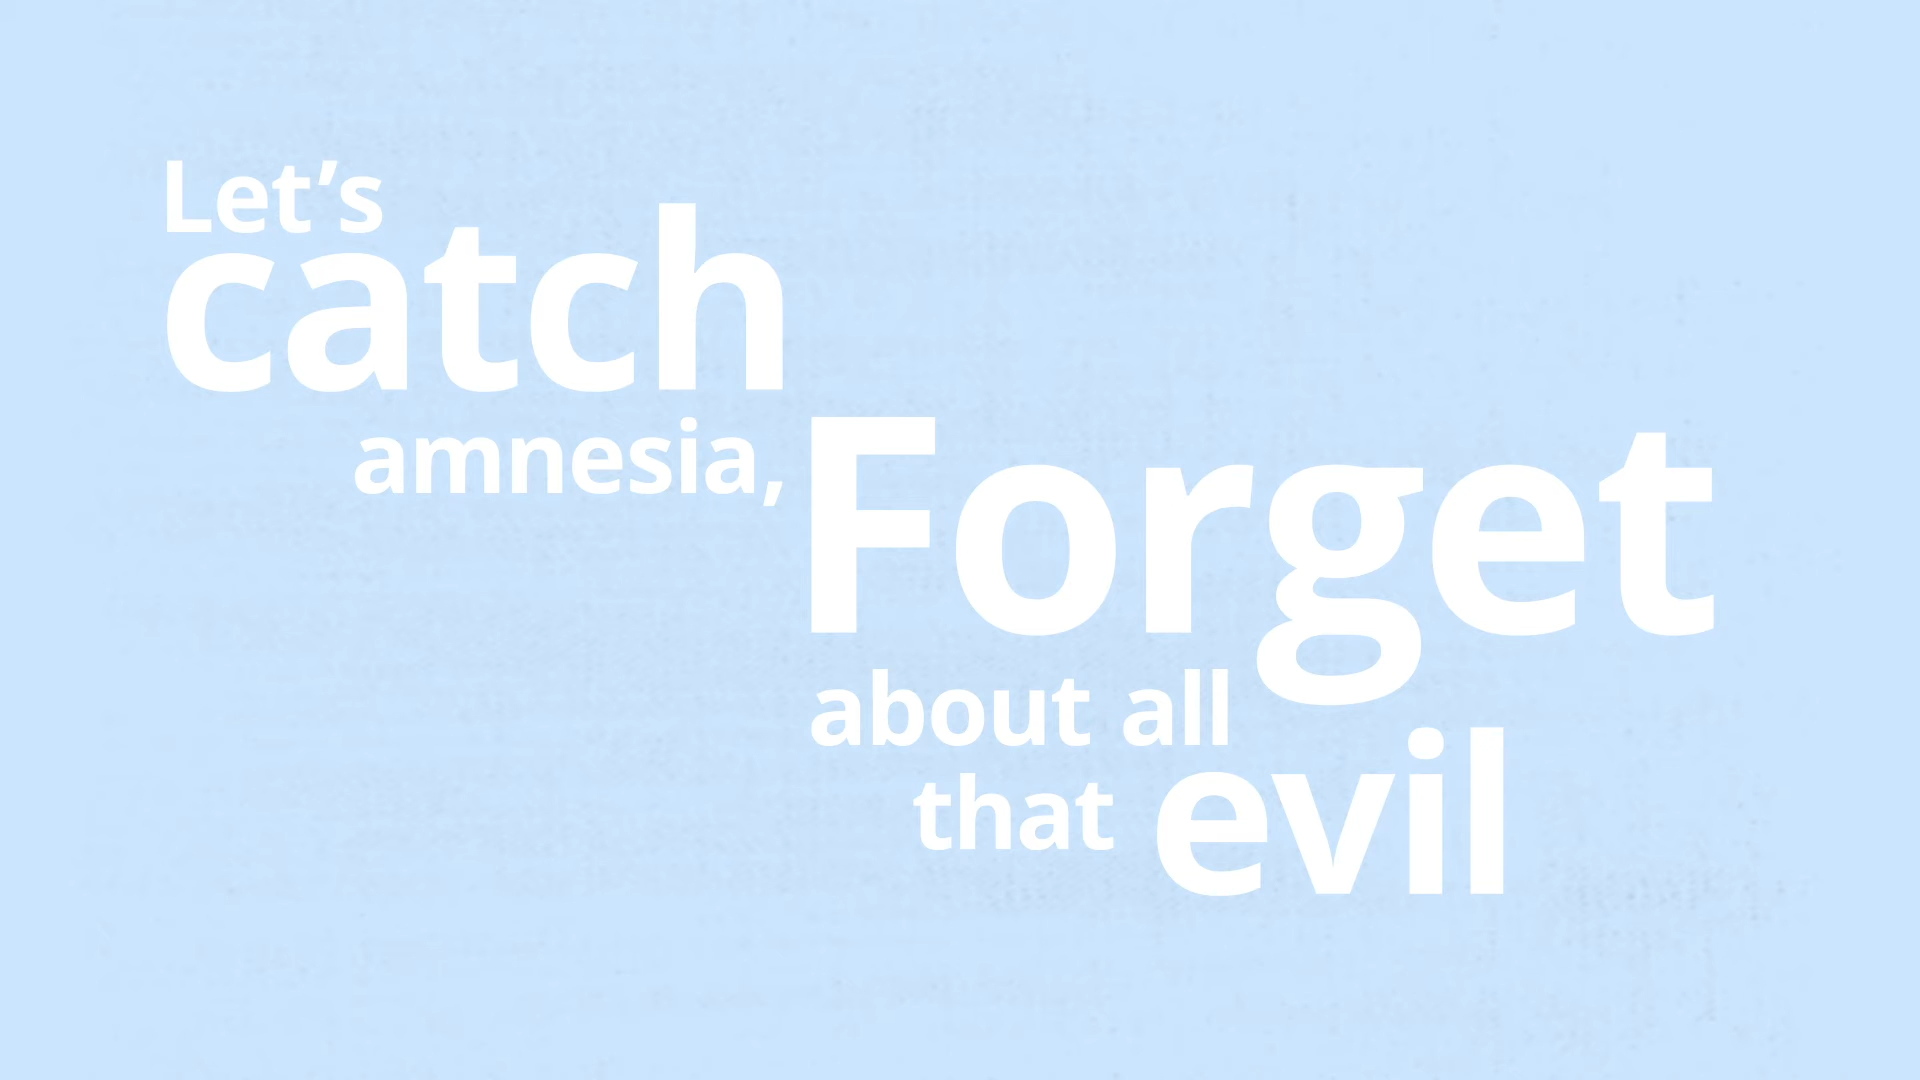 Let’s
catch
amnesia,
Forget
about all
that evil